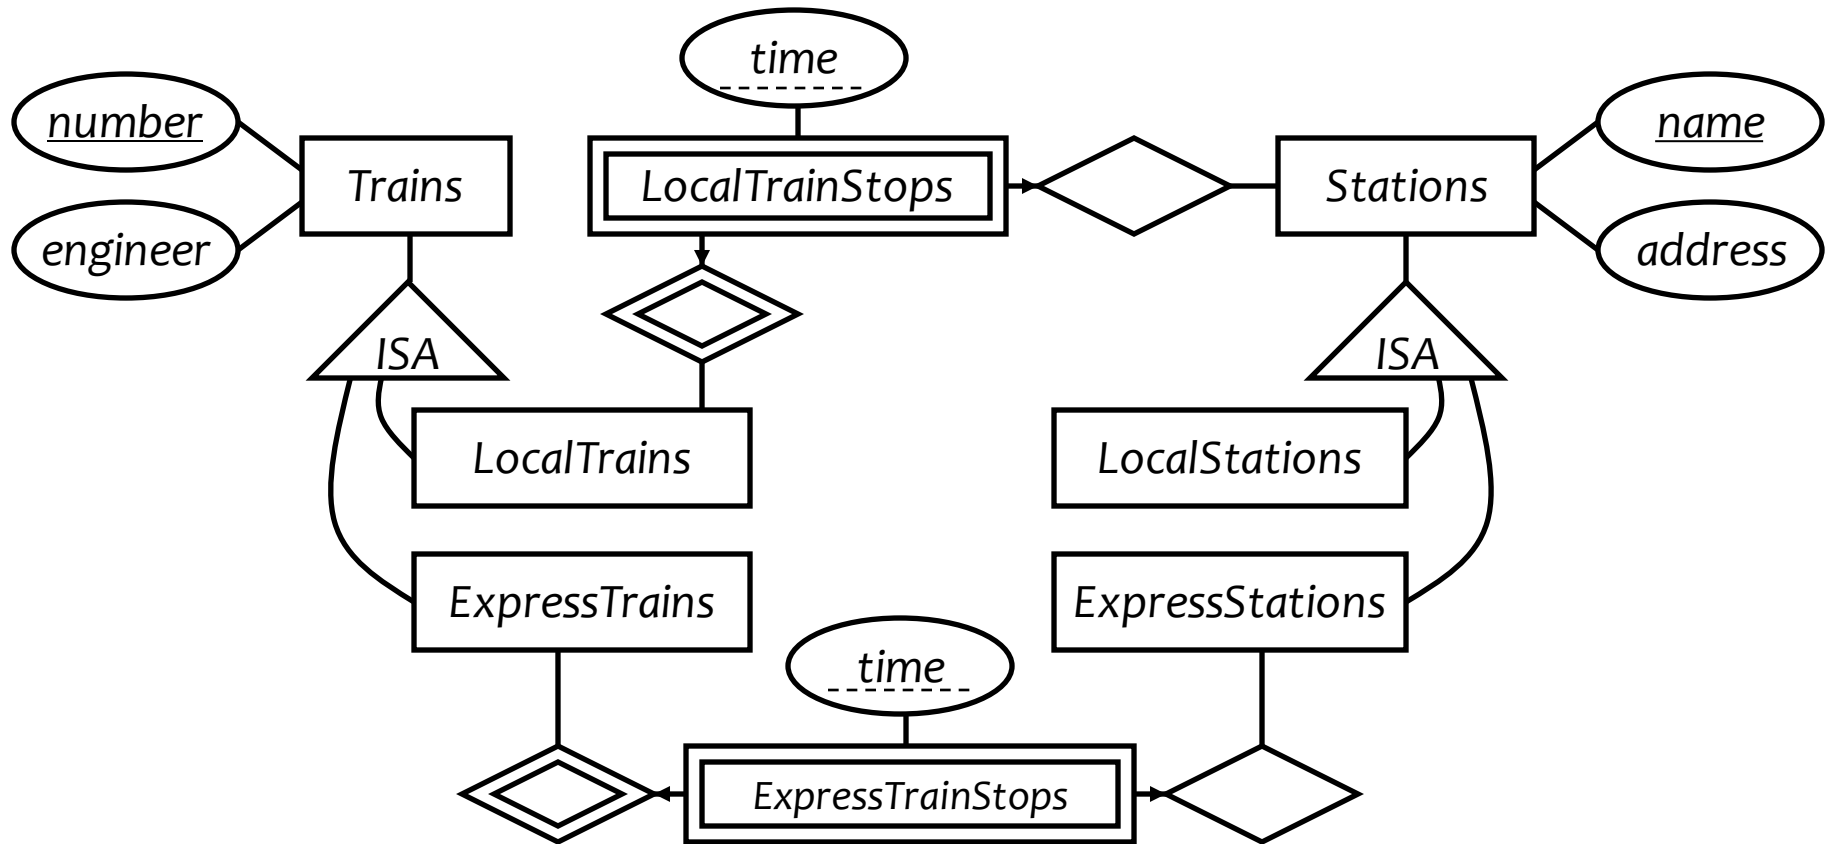 time
number
name
Trains
LocalTrainStops
Stations
engineer
address
ISA
ISA
LocalTrains
LocalStations
ExpressTrains
ExpressStations
time
ExpressTrainStops